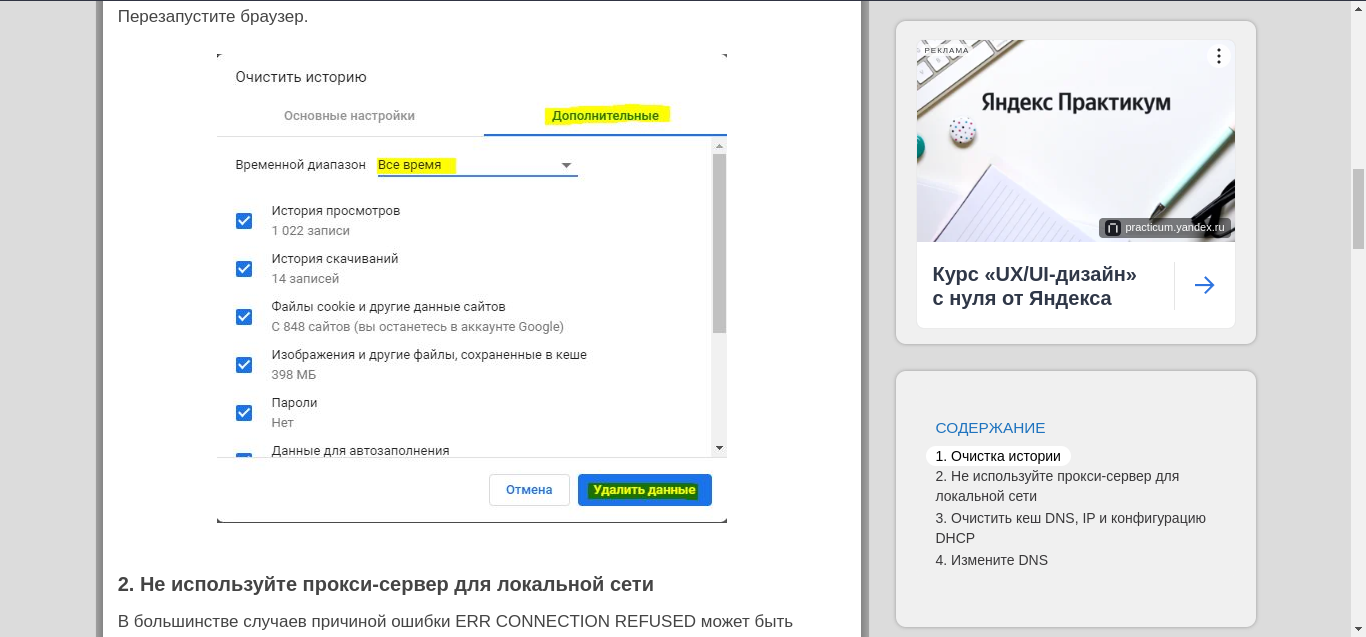 Перезапустите браузер.
Очистить историю
Основные настройки
Дополнительные
Временной диапазон
Все время
История просмотров
1 022 записи
История скачиваний
14 записей
Файлы cookie и другие данные сайтов
С 848 сайтов (вы останетесь в аккаунте Google)
Изображения и другие файлы, сохраненные в кеше
398 МБ
Пароли
Нет
Данные для автозаполнения
Отмена
Удалить данные
2. Не используйте прокси-сервер для локальной сети
В большинстве случаев причиной ошибки ERR CONNECTION REFUSED может быть
РЕКЛАМА
Яндекс Практикум
practicum.yandex.ru
Курс «UX/UI-дизайн»
с нуля от Яндекса
СОДЕРЖАНИЕ
1. Очистка истории
2. Не используйте прокси-сервер для
локальной сети
3. Очистить кеш DNS, IP и конфигурацию
DHCP
4. Измените DNS